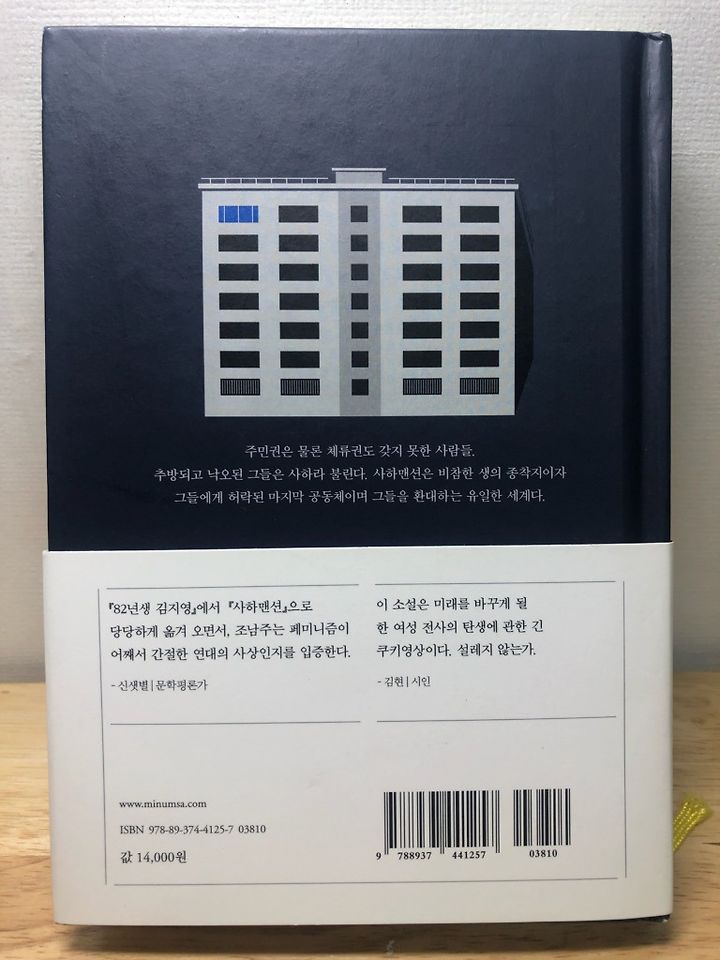 주민권은 물론 체류권도 갖지 못한 사람들.
추방되고 낙오된 그들은 사하라 불린다. 사하맨션은 비참한 생의 종착지이자
그들에게 허락된 마지막 공동체이며 그들을 환대하는 유일한 세계다.
『82년생 김지영』에서 『사하맨션』으로
당당하게 옮겨 오면서, 조남주는 페미니즘이
어째서 간절한 연대의 사상인지를 입증한다.
- 신샛별|문학평론가
이 소설은 미래를 바꾸게 될
한 여성 전사의 탄생에 관한 긴
쿠키영상이다. 설레지 않는가.
- 김현|시인
www.minumsa.com
ISBN 978-89-374-4125-7 03810
값 14,000원
9 788937 441257 03810